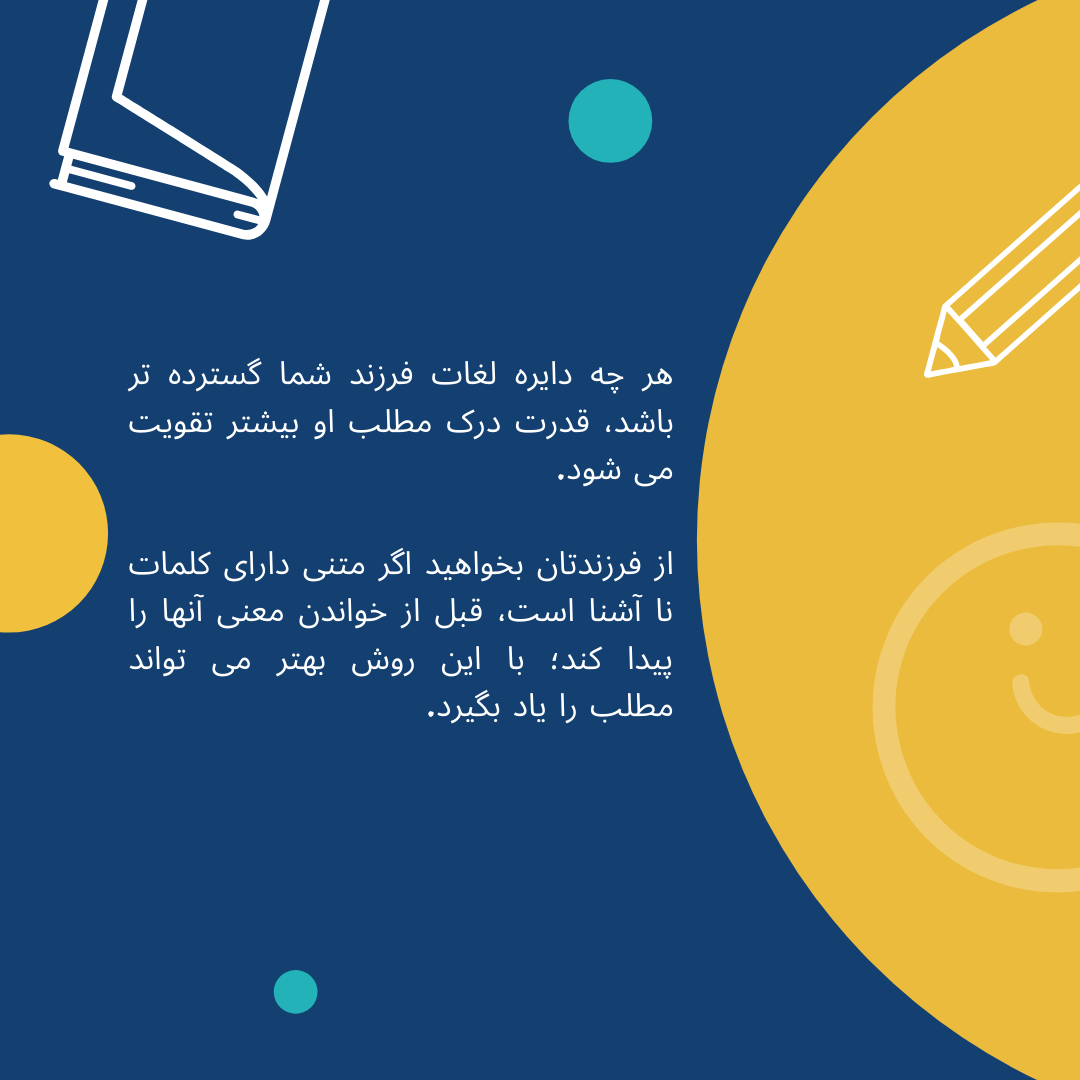 هر چه دایره لغات فرزند شما گسترده تر
باشد، قدرت درک مطلب او بیشتر تقویت
می شود.
از فرزندتان بخواهید اگر متنی دارای کلمات
نا آشنا است، قبل از خواندن معنی آنها را
پیدا کند؛ با این روش بهتر می تواند
مطلب را یاد بگیرد.